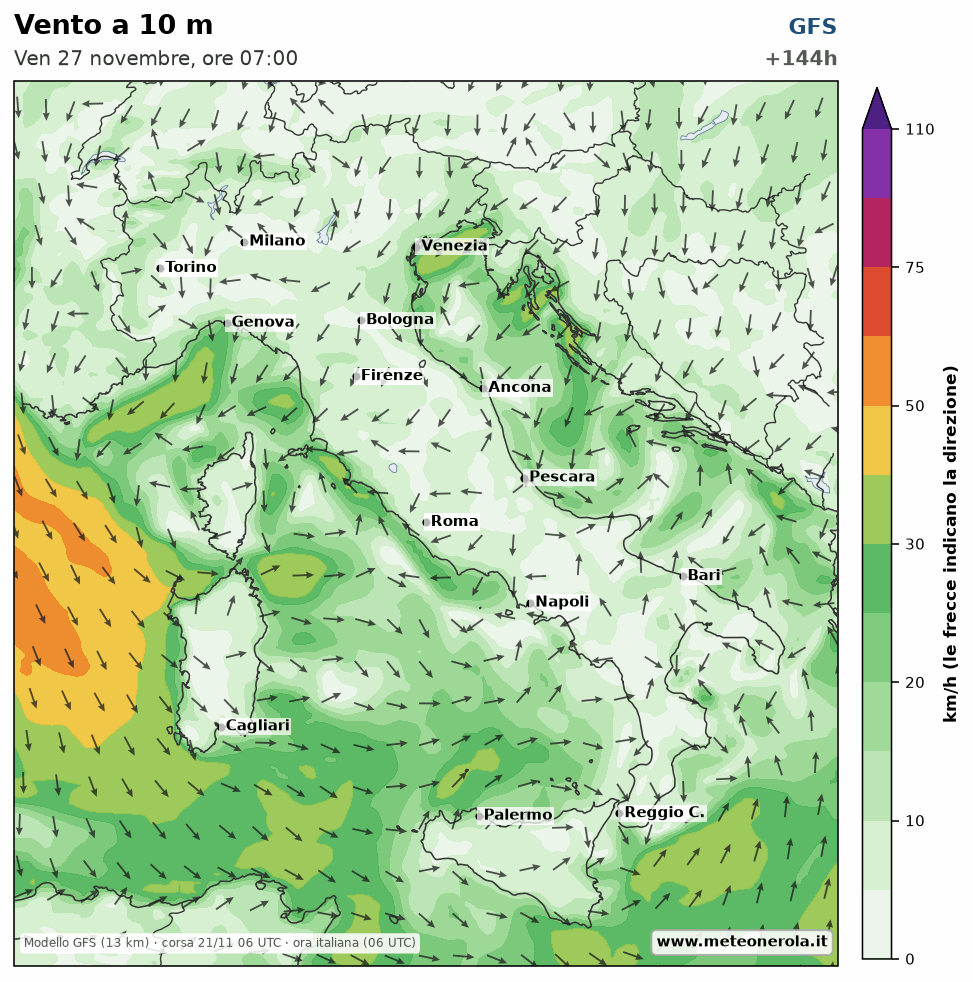 Vento a 10 m
GFS
Ven 27 novembre, ore 07:00
+144h
Venezia
Milano
Torino
Genova
Bologna
Firenze
Ancona
Pescara
Roma
Bari
Napoli
Cagliari
Palermo
Reggio C.
110
75
50
30
20
10
0
km/h (le frecce indicano la direzione)
Modello GFS (13 km) · corsa 21/11 06 UTC · ora italiana (06 UTC)
www.meteonerola.it